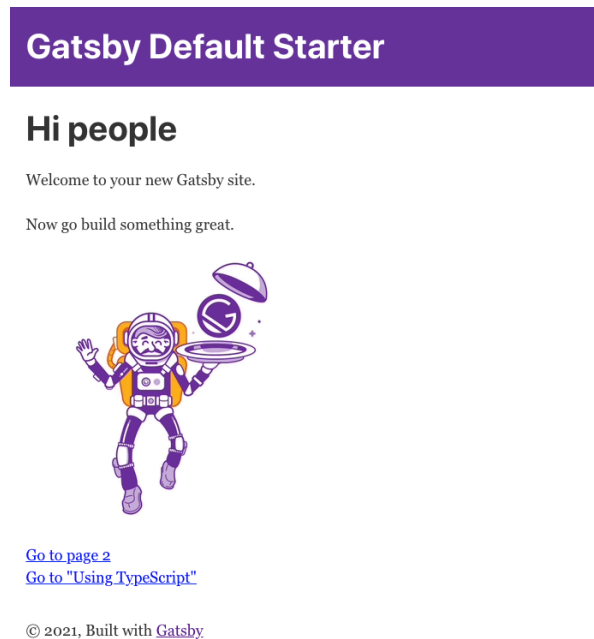 Gatsby Default Starter
Hi people
Welcome to your new Gatsby site.
Now go build something great.
Go to page 2
Go to "Using TypeScript"
© 2021, Built with Gatsby